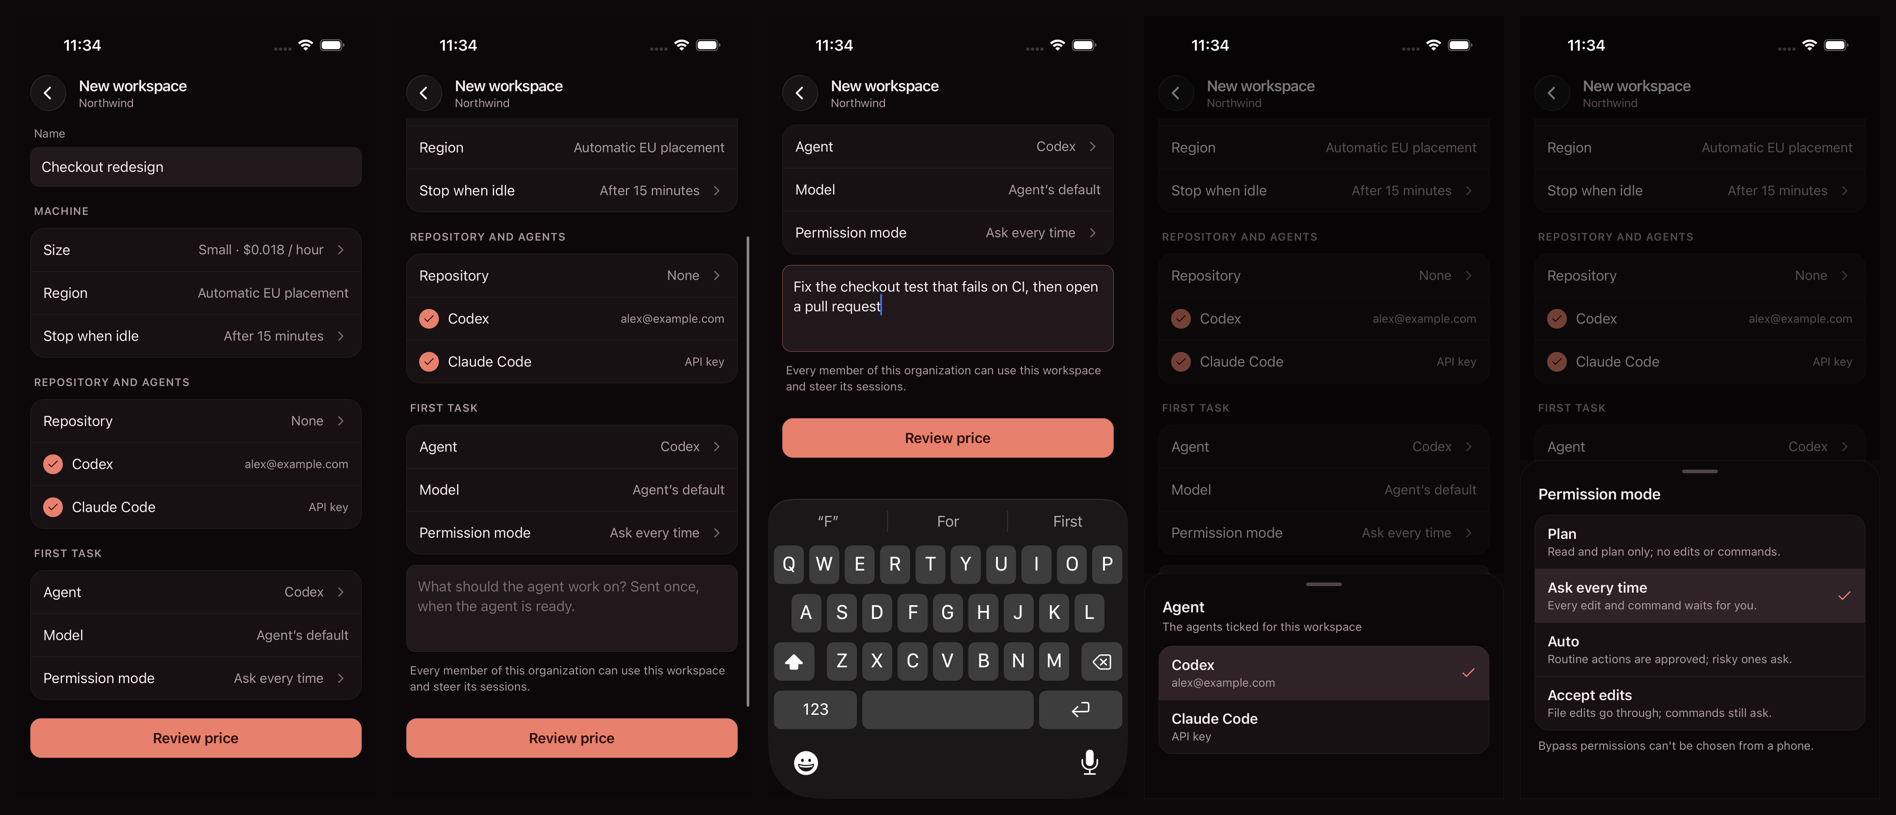 11:34
New workspace
Northwind
Name
Checkout redesign
MACHINE
Size Small · $0.018 / hour
Region Automatic EU placement
Stop when idle After 15 minutes
REPOSITORY AND AGENTS
Repository None
Codex alex@example.com
Claude Code API key
FIRST TASK
Agent Codex
Model Agent's default
Permission mode Ask every time
Review price
11:34
New workspace
Northwind
Region Automatic EU placement
Stop when idle After 15 minutes
REPOSITORY AND AGENTS
Repository None
Codex alex@example.com
Claude Code API key
FIRST TASK
Agent Codex
Model Agent's default
Permission mode Ask every time
What should the agent work on? Sent once,
when the agent is ready.
Every member of this organization can use this workspace
and steer its sessions.
Review price
11:34
New workspace
Northwind
Agent Codex
Model Agent's default
Permission mode Ask every time
Fix the checkout test that fails on CI, then open
a pull request
Every member of this organization can use this workspace
and steer its sessions.
Review price
“F” For First
Q W E R T Y U I O P
A S D F G H J K L
Z X C V B N M
123
11:34
New workspace
Northwind
Region Automatic EU placement
Stop when idle After 15 minutes
REPOSITORY AND AGENTS
Repository None
Codex alex@example.com
Claude Code API key
FIRST TASK
Agent Codex
Model Agent's default
Permission mode Ask every time
Agent
The agents ticked for this workspace
Codex
alex@example.com
Claude Code
API key
11:34
New workspace
Northwind
Region Automatic EU placement
Stop when idle After 15 minutes
REPOSITORY AND AGENTS
Repository None
Codex alex@example.com
Claude Code API key
FIRST TASK
Agent Codex
Permission mode
Plan
Read and plan only; no edits or commands.
Ask every time
Every edit and command waits for you.
Auto
Routine actions are approved; risky ones ask.
Accept edits
File edits go through; commands still ask.
Bypass permissions can't be chosen from a phone.